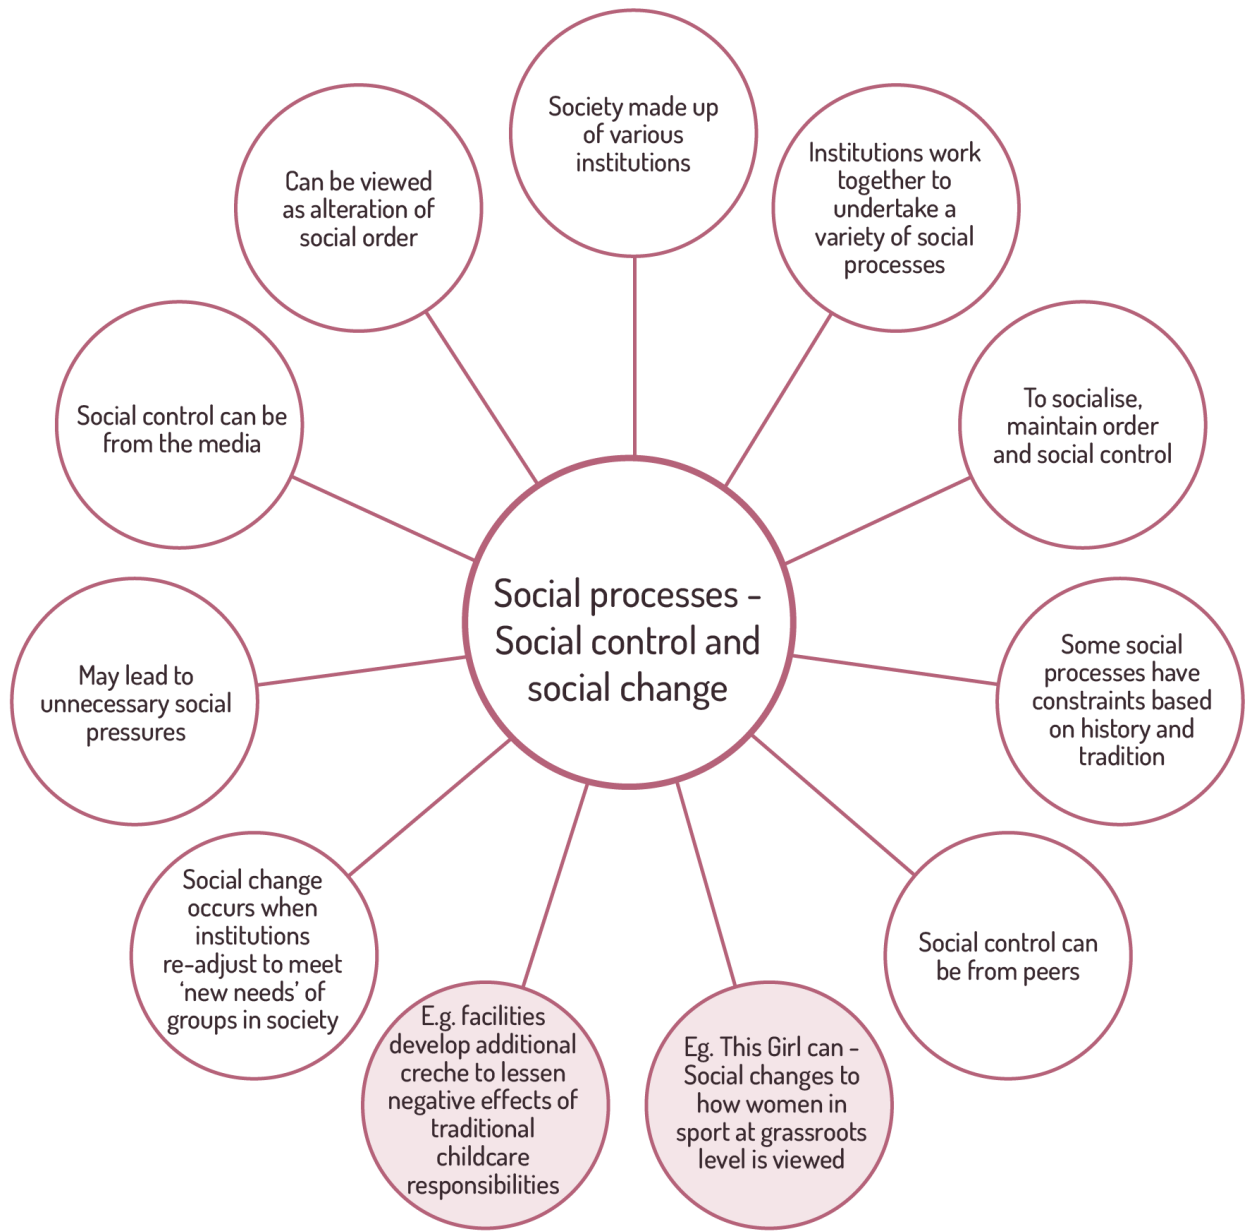 Society made up
of various
institutions
Institutions work
together to
undertake a
variety of social
processes
To socialise,
maintain order
and social control
Some social
processes have
constraints based
on history and
tradition
Social control can
be from peers
Eg. This Girl can -
Social changes to
how women in
sport at grassroots
level is viewed
E.g. facilities
develop additional
creche to lessen
negative effects of
traditional
childcare
responsibilities
Social change
occurs when
institutions
re-adjust to meet
‘new needs’ of
groups in society
May lead to
unnecessary social
pressures
Social control can be
from the media
Can be viewed
as alteration of
social order
Social processes -
Social control and
social change